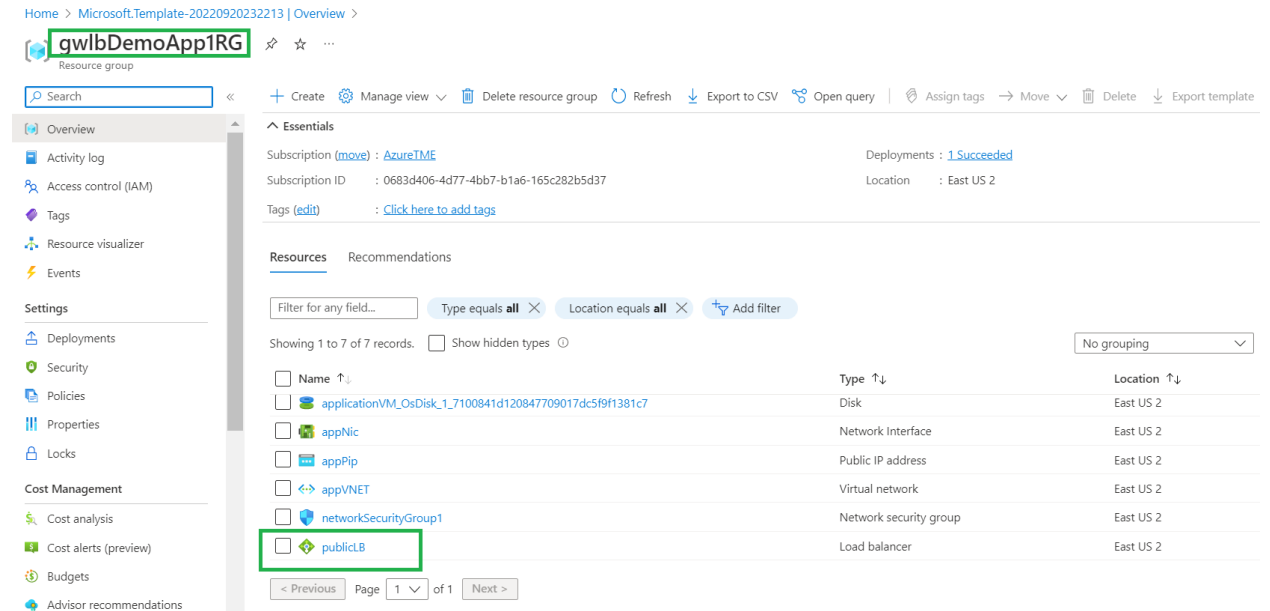 Home > Microsoft.Template-20220920232213 | Overview >
gwlbDemoApp1RG
Resource group
Search
Create Manage view Delete resource group Refresh Export to CSV Open query Assign tags Move Delete Export template
Overview
Activity log
Access control (IAM)
Tags
Resource visualizer
Events
Settings
Deployments
Security
Policies
Properties
Locks
Cost Management
Cost analysis
Cost alerts (preview)
Budgets
Advisor recommendations
Essentials
Subscription (move) : AzureTME
Deployments : 1 Succeeded
Subscription ID : 0683d406-4d77-4bb7-b1a6-165c282b5d37
Location : East US 2
Tags (edit) : Click here to add tags
Resources Recommendations
Filter for any field... Type equals all Location equals all Add filter
Showing 1 to 7 of 7 records. Show hidden types No grouping
Name Type Location
applicationVM_OsDisk_1_7100841d120847709017dc5f9f1381c7 Disk East US 2
appNic Network Interface East US 2
appPip Public IP address East US 2
appVNET Virtual network East US 2
networkSecurityGroup1 Network security group East US 2
publicLB Load balancer East US 2
< Previous Page 1 of 1 Next >